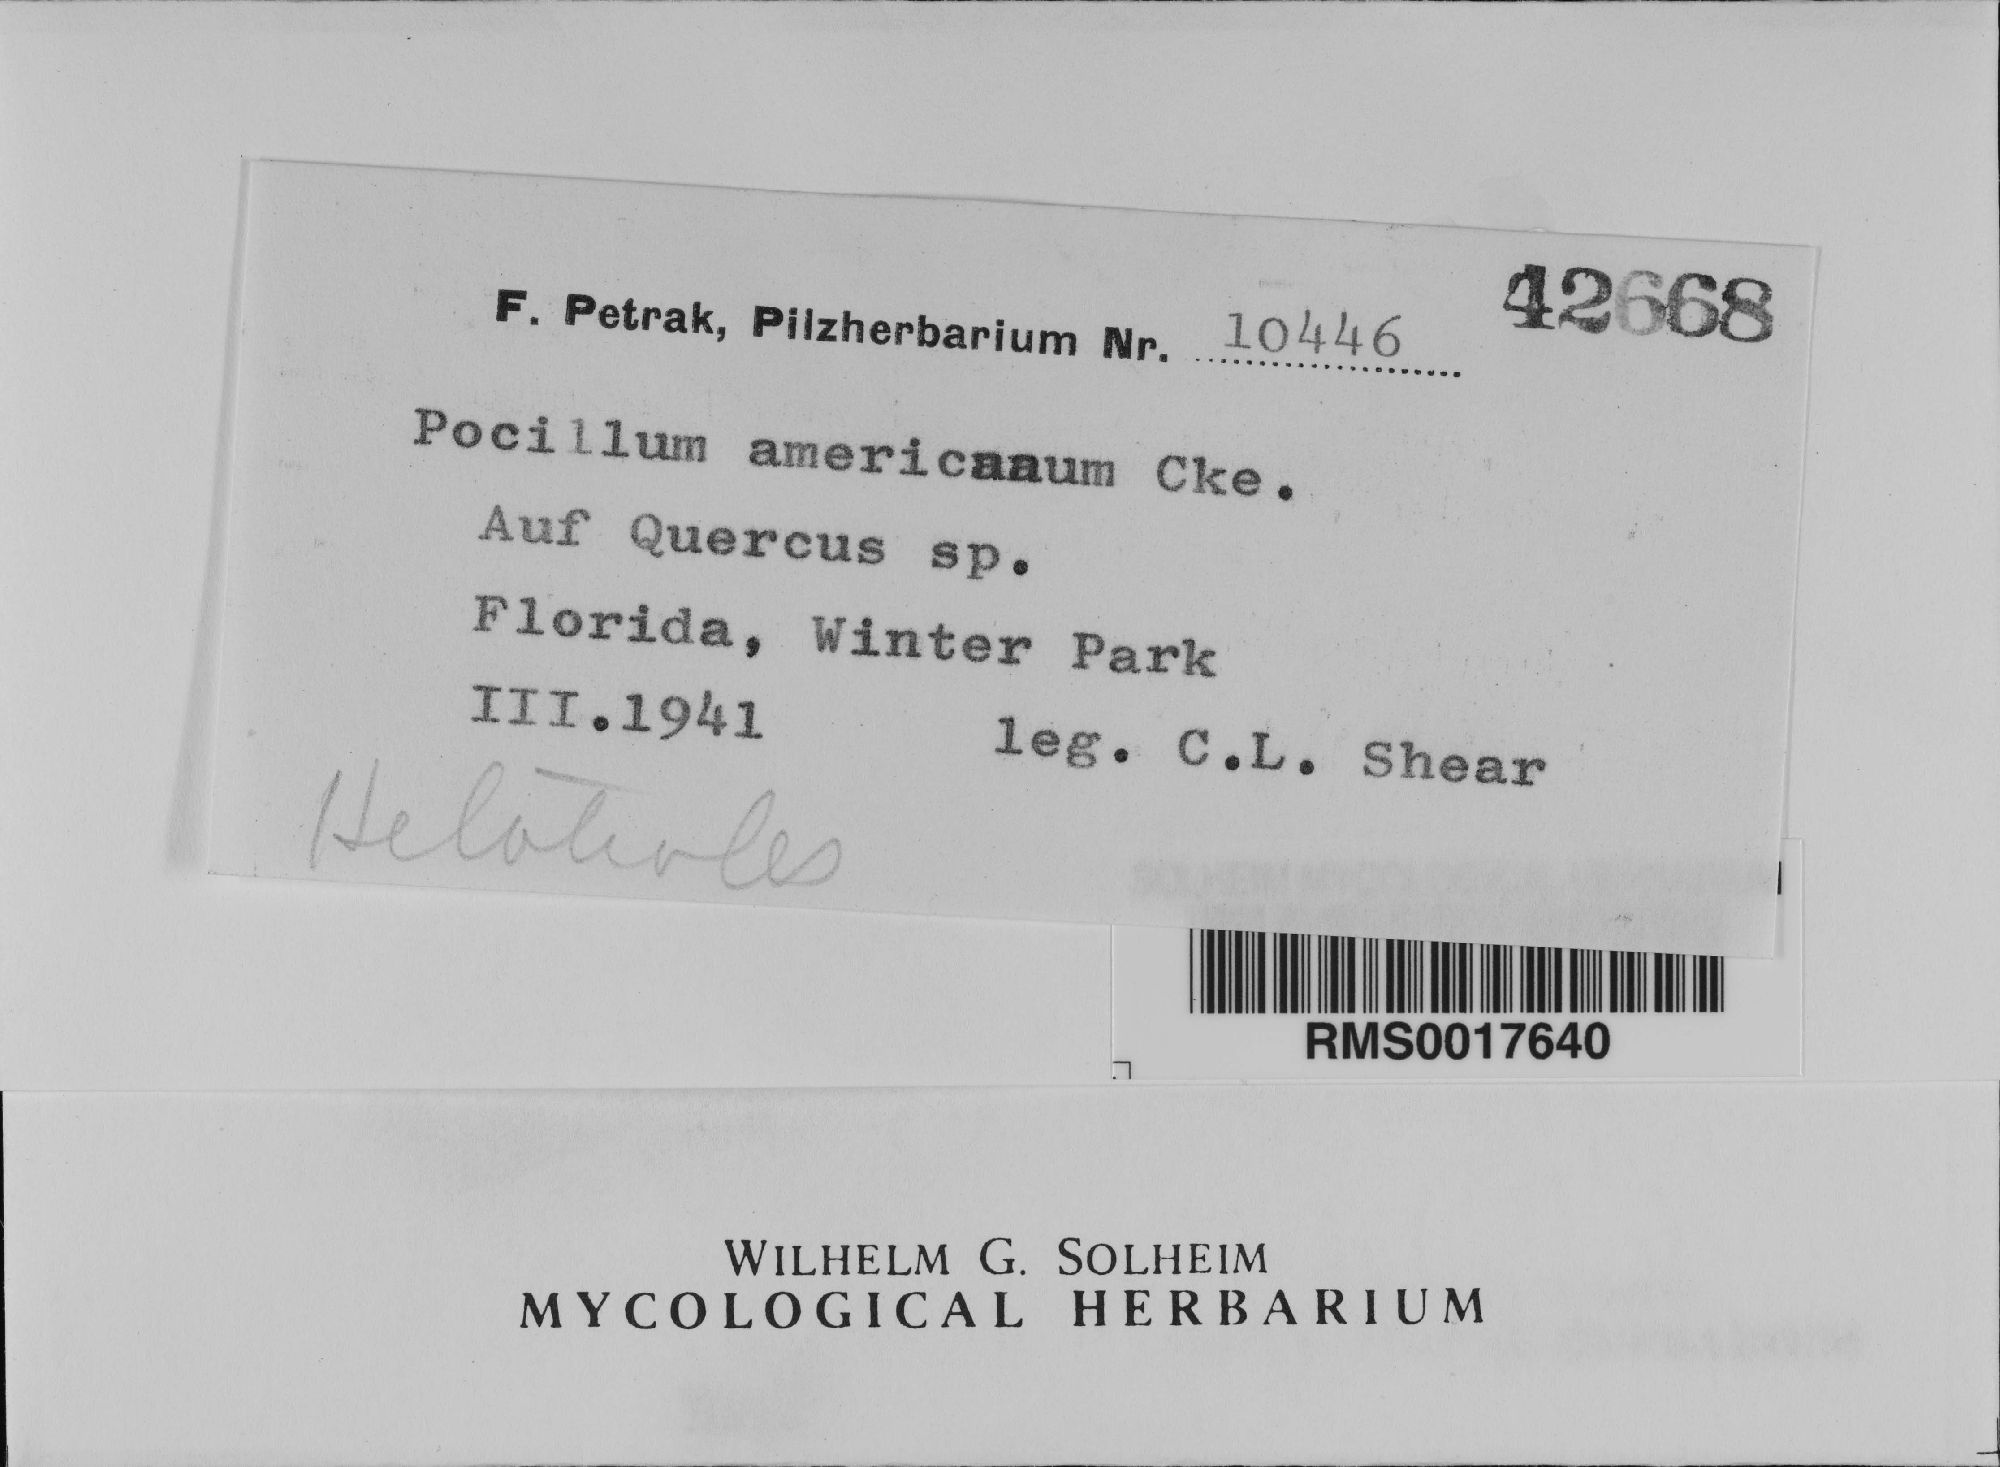 42668
F. Petrak, Pilzherbarium Nr. 10446
Pocillum americanum Cke.
Auf Quercus sp.
Florida, Winter Park
III.1941 leg. C.L. Shear
Helotiales
RMS0017640
WILHELM G. SOLHEIM
MYCOLOGICAL HERBARIUM